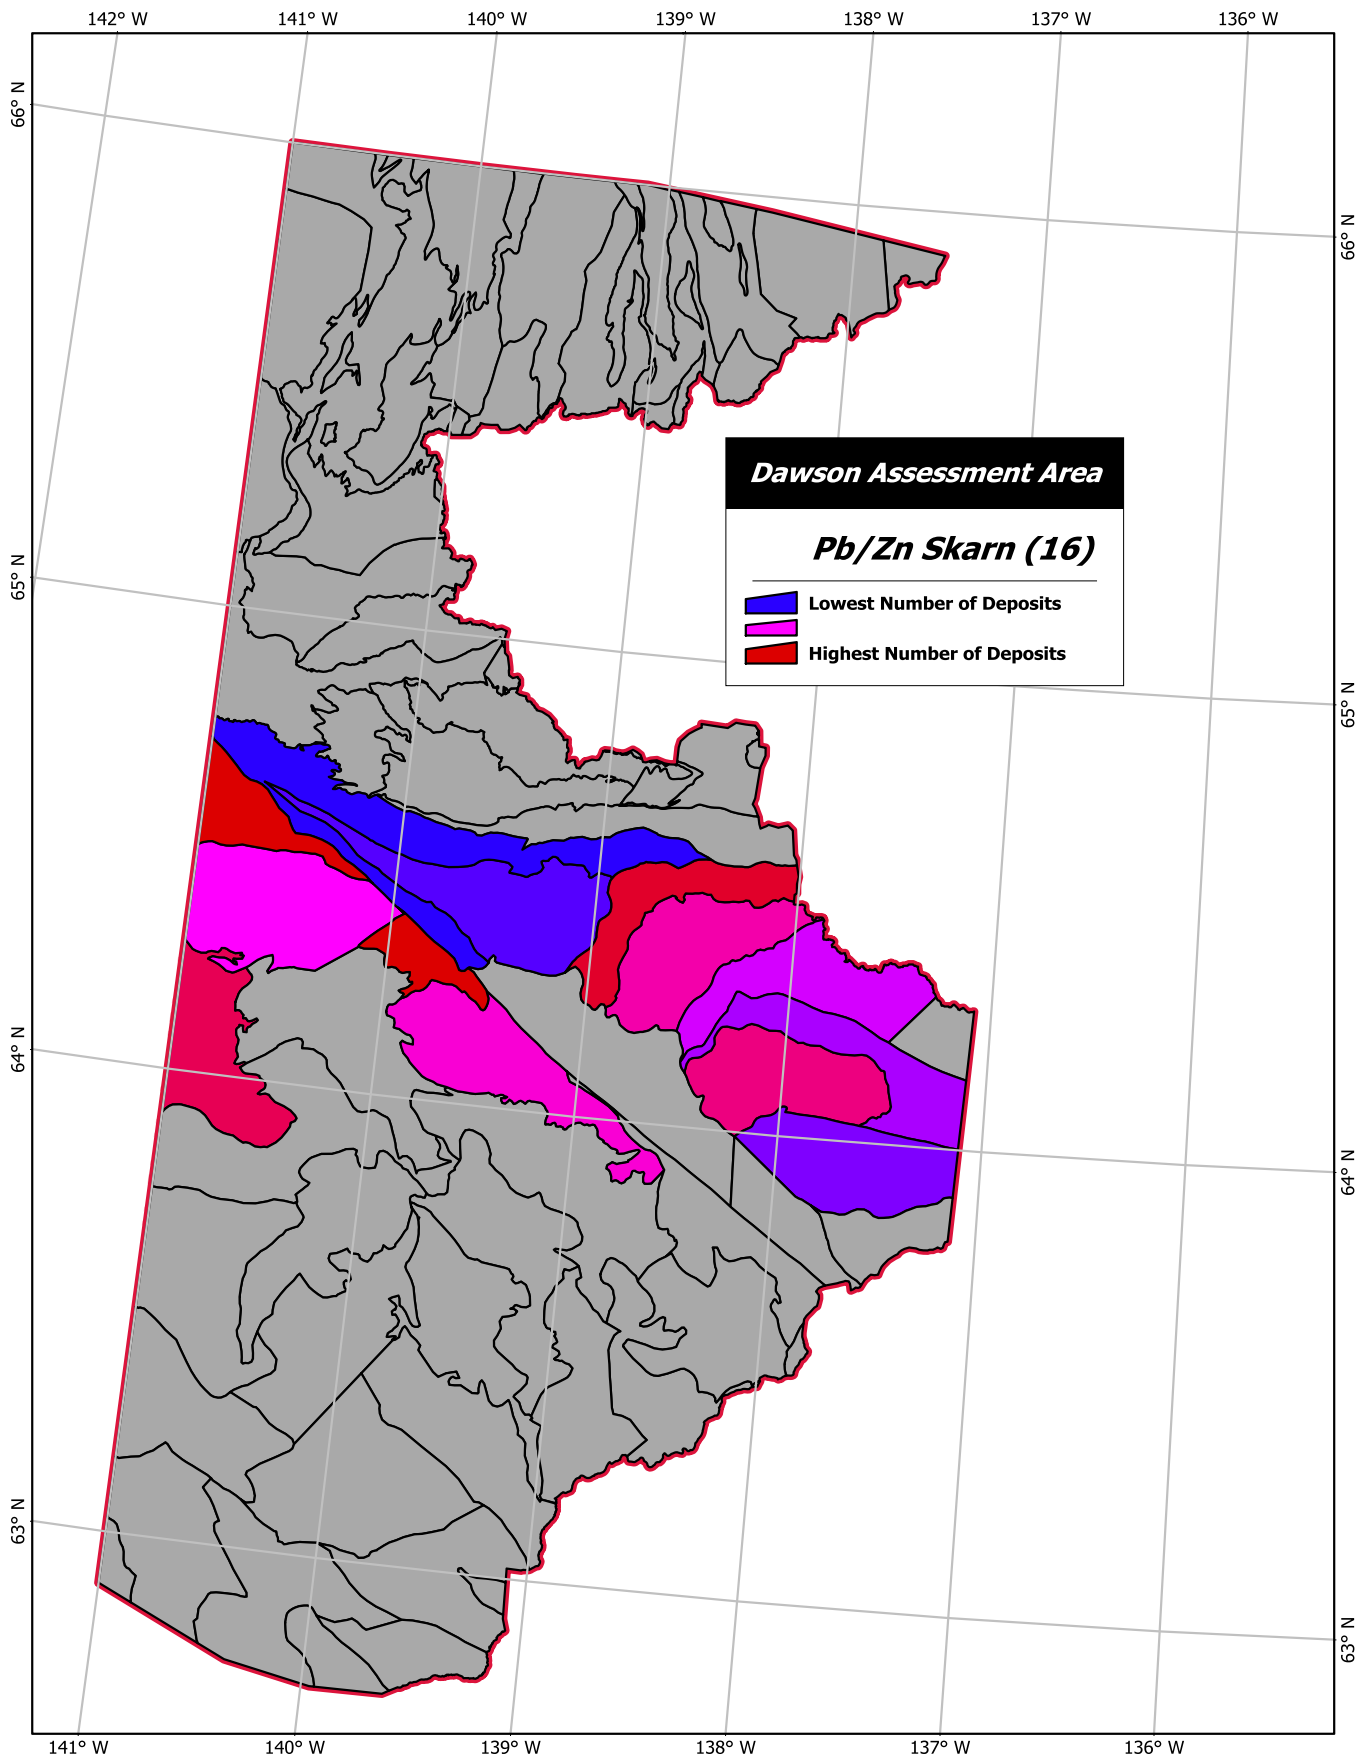 142° W 141° W 140° W 139° W 138° W 137° W 136° W
66° N
66° N
Dawson Assessment Area
Pb/Zn Skarn (16)
65° N
Lowest Number of Deposits
Highest Number of Deposits
65° N
64° N
64° N
63° N
63° N
141° W 140° W 139° W 138° W 137° W 136° W